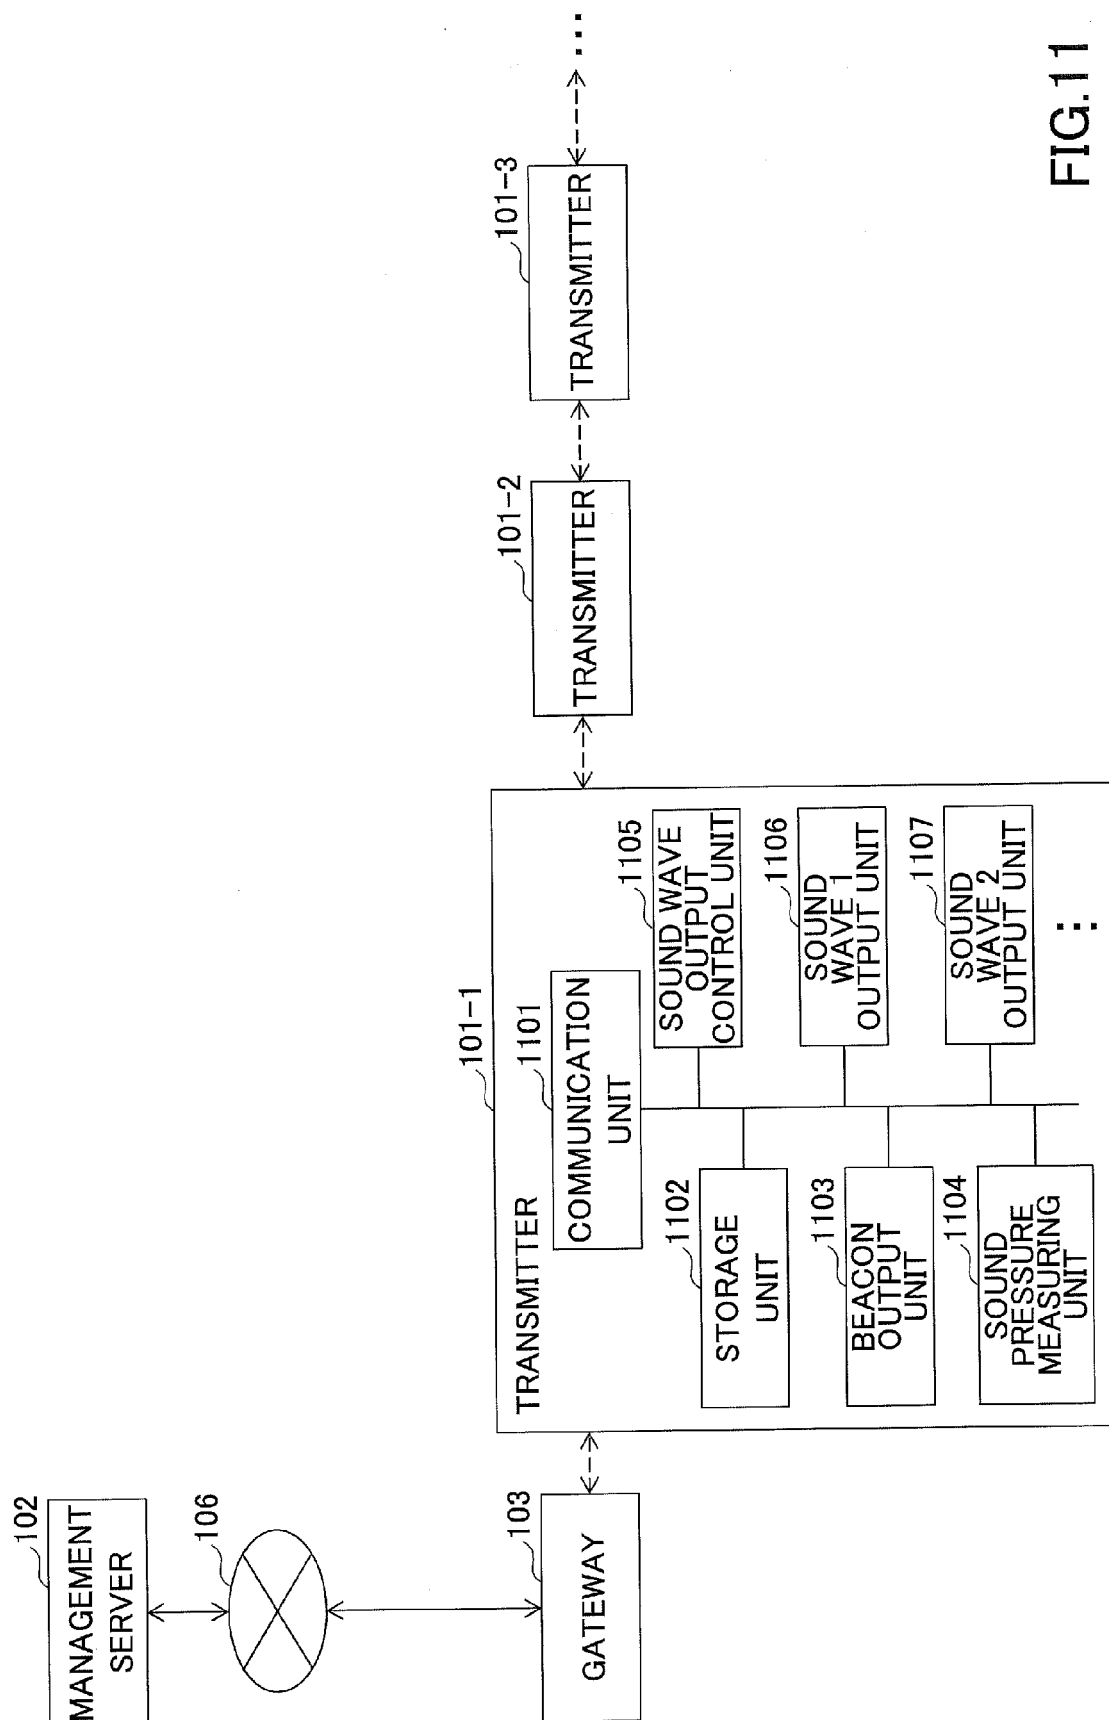 102
MANAGEMENT
SERVER
106
103
GATEWAY
101-1
TRANSMITTER
1101
COMMUNICATION
UNIT
1102
STORAGE
UNIT
1103
BEACON
OUTPUT
UNIT
1104
SOUND
PRESSURE
MEASURING
UNIT
1105
SOUND WAVE
OUTPUT
CONTROL UNIT
1106
SOUND
WAVE 1
OUTPUT UNIT
1107
SOUND
WAVE 2
OUTPUT UNIT
...
101-2
TRANSMITTER
101-3
TRANSMITTER
...
FIG.11